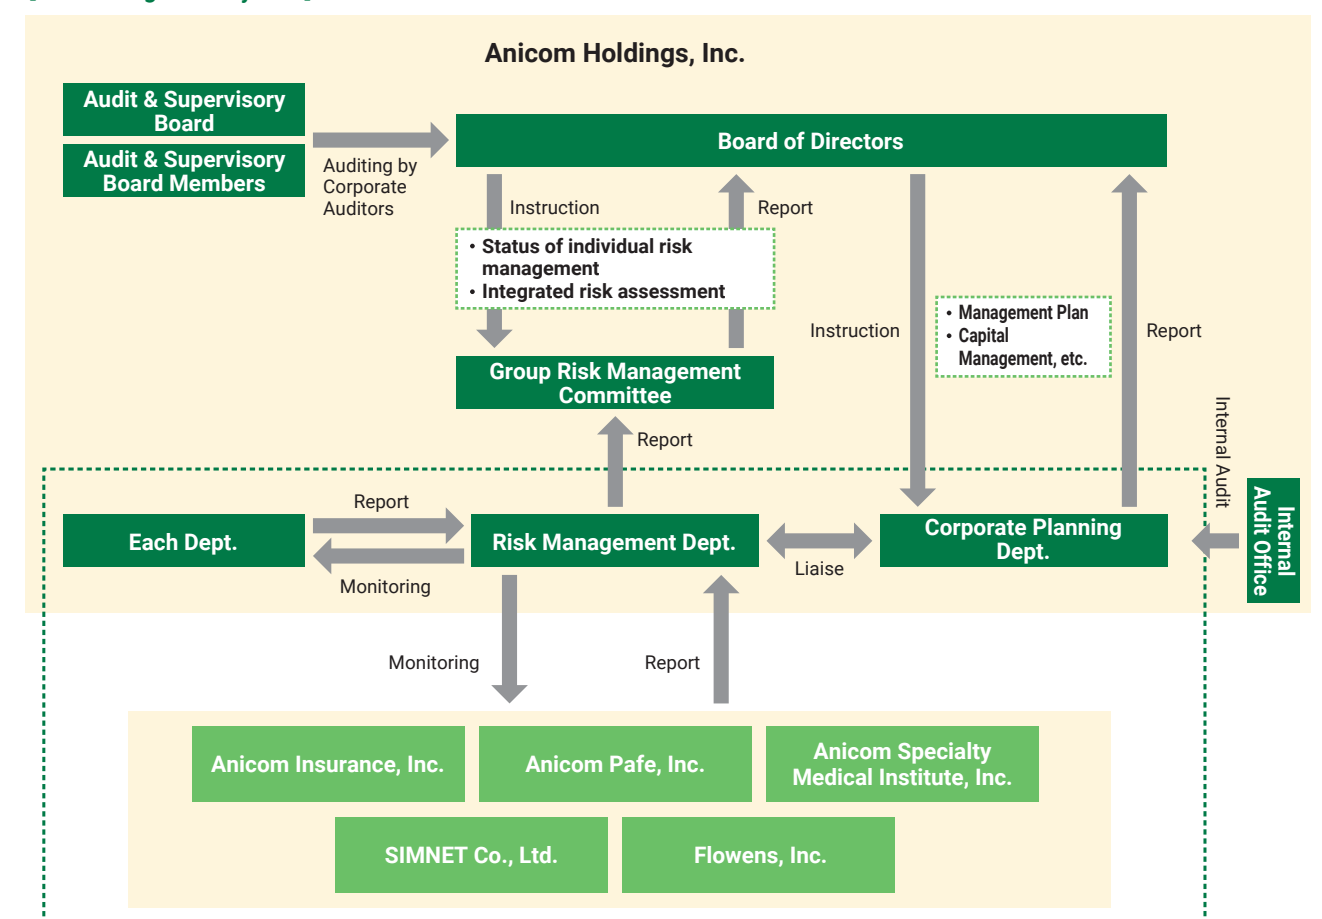 Anicom Holdings, Inc.
Audit & Supervisory
Board
Audit & Supervisory
Board Members
Auditing by
Corporate
Auditors
Board of Directors
Instruction
Report
• Status of individual risk
management
• Integrated risk assessment
Instruction
• Management Plan
• Capital
Management, etc.
Report
Group Risk Management
Committee
Report
Internal Audit
Internal
Audit Office
Each Dept.
Report
Monitoring
Risk Management Dept.
Liaise
Corporate Planning
Dept.
Monitoring
Report
Anicom Insurance, Inc.
Anicom Pafe, Inc.
Anicom Specialty
Medical Institute, Inc.
SIMNET Co., Ltd.
Flowens, Inc.